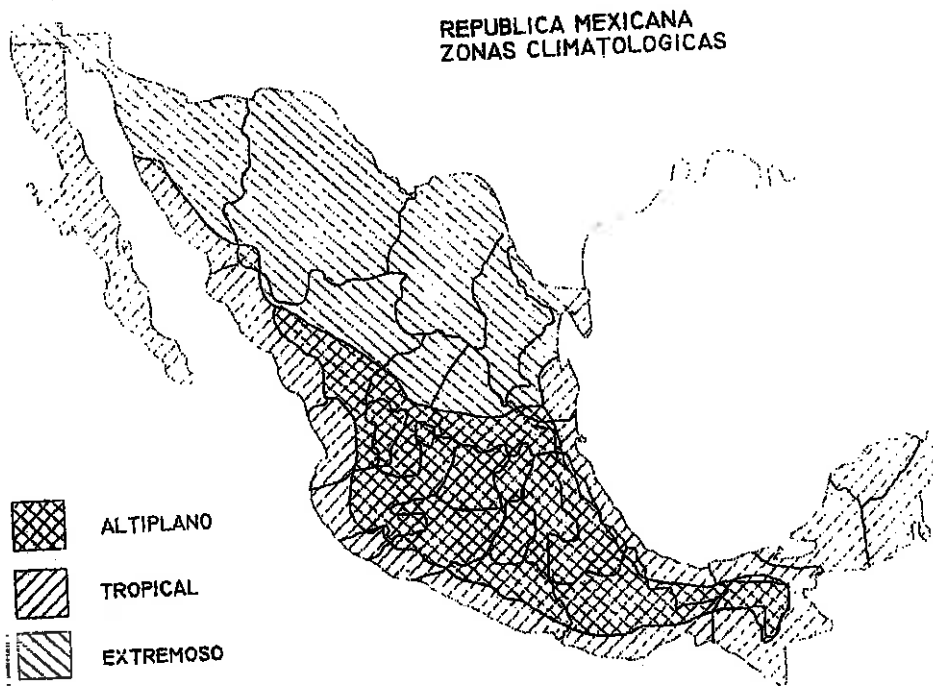 REPUBLICA MEXICANA
ZONAS CLIMATOLOGICAS
ALTIPLANO
TROPICAL
EXTREMOSO